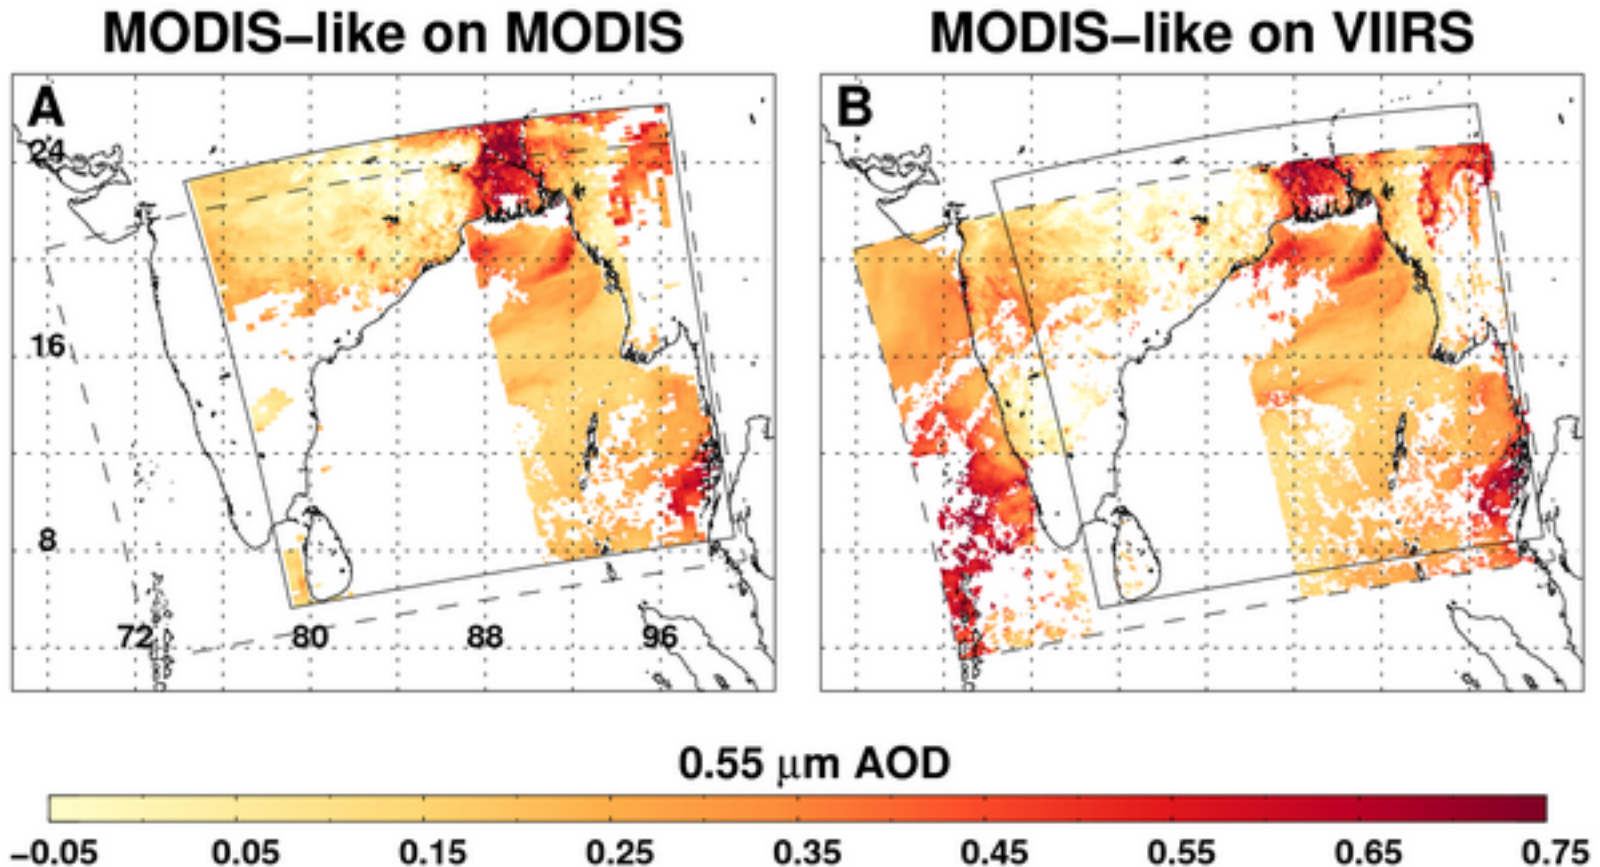 MODIS–like on MODIS
MODIS–like on VIIRS
A
B
24
16
8
72 80 88 96
0.55 μm AOD
−0.05 0.05 0.15 0.25 0.35 0.45 0.55 0.65 0.75